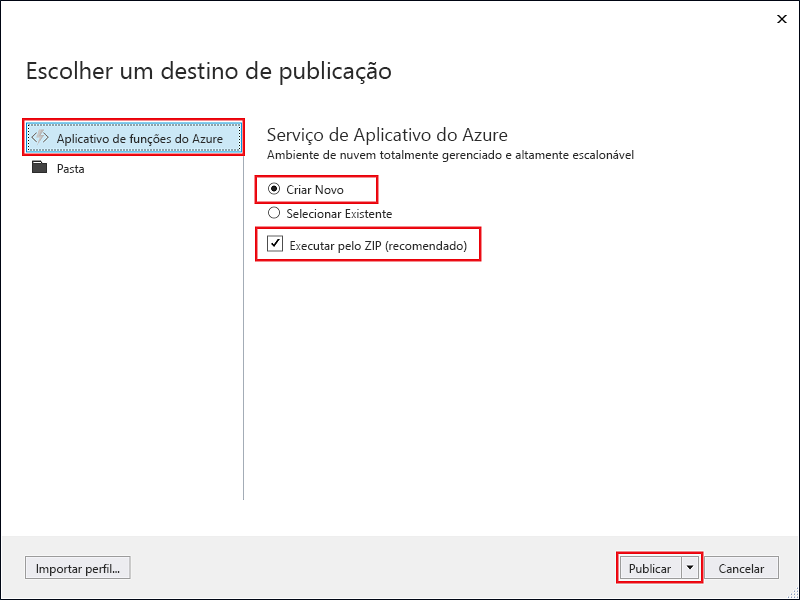 Escolher um destino de publicação
Aplicativo de funções do Azure
Pasta
Serviço de Aplicativo do Azure
Ambiente de nuvem totalmente gerenciado e altamente escalonável
Criar Novo
Selecionar Existente
Executar pelo ZIP (recomendado)
Importar perfil...
Publicar
Cancelar